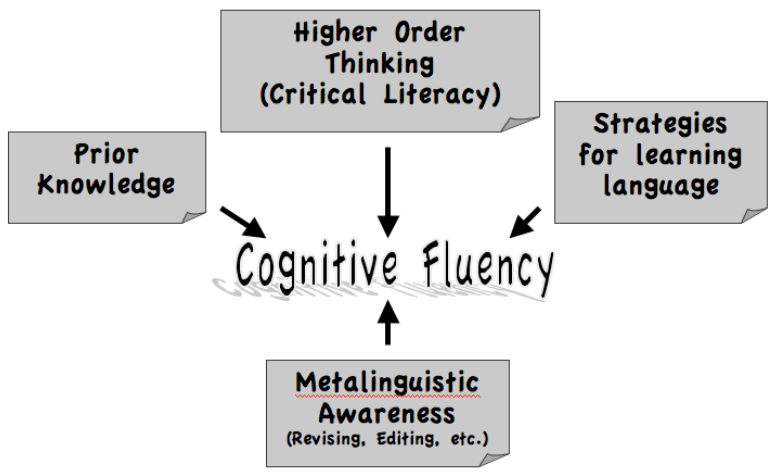 Higher Order
Thinking
(Critical Literacy)
Strategies
for learning
language
Prior
Knowledge
Cognitive Fluency
Metalinguistic
Awareness
(Revising, Editing, etc.)